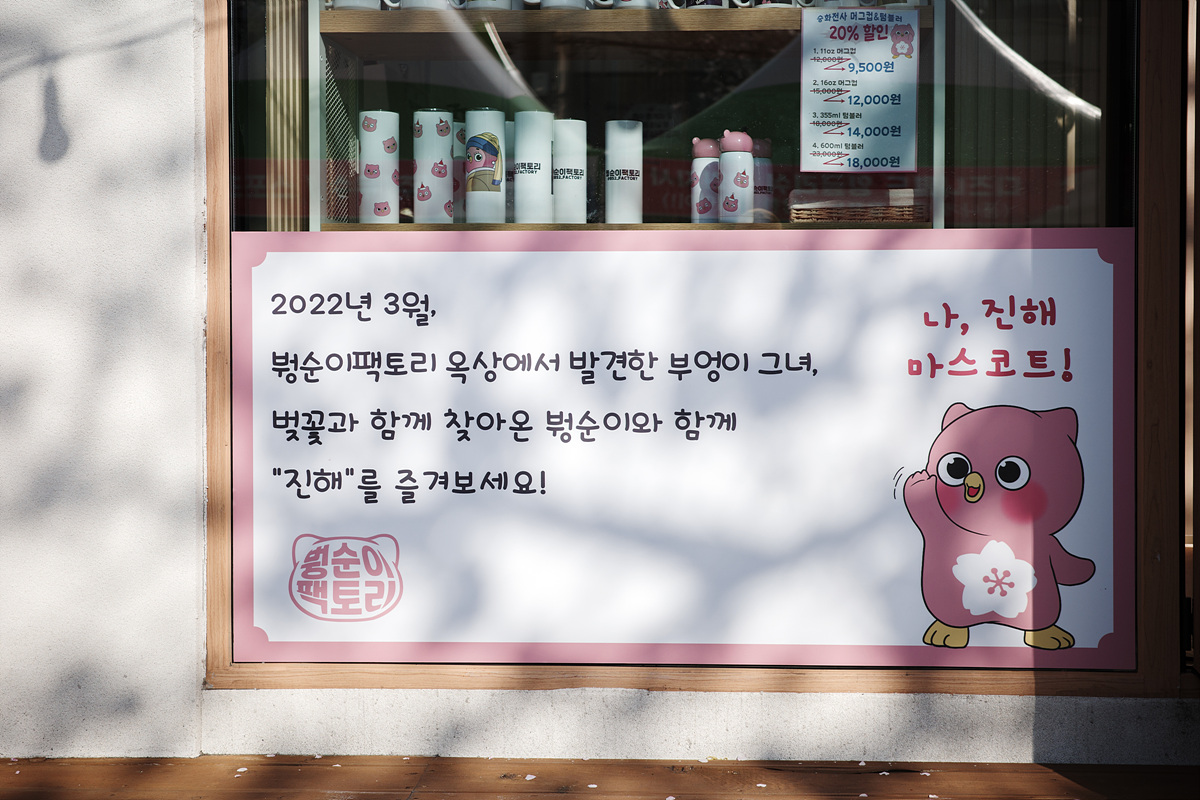 승화전사 머그컵&텀블러
20% 할인
1. 11oz 머그컵
12,000원
9,500원
2. 16oz 머그컵
15,000원
12,000원
3. 355ml 텀블러
18,000원
14,000원
4. 600ml 텀블러
23,000원
18,000원
2022년 3월,
붱순이팩토리 옥상에서 발견한 부엉이 그녀,
벚꽃과 함께 찾아온 붱순이와 함께
"진해"를 즐겨보세요!
붱순이
팩토리
나, 진해
마스코트!